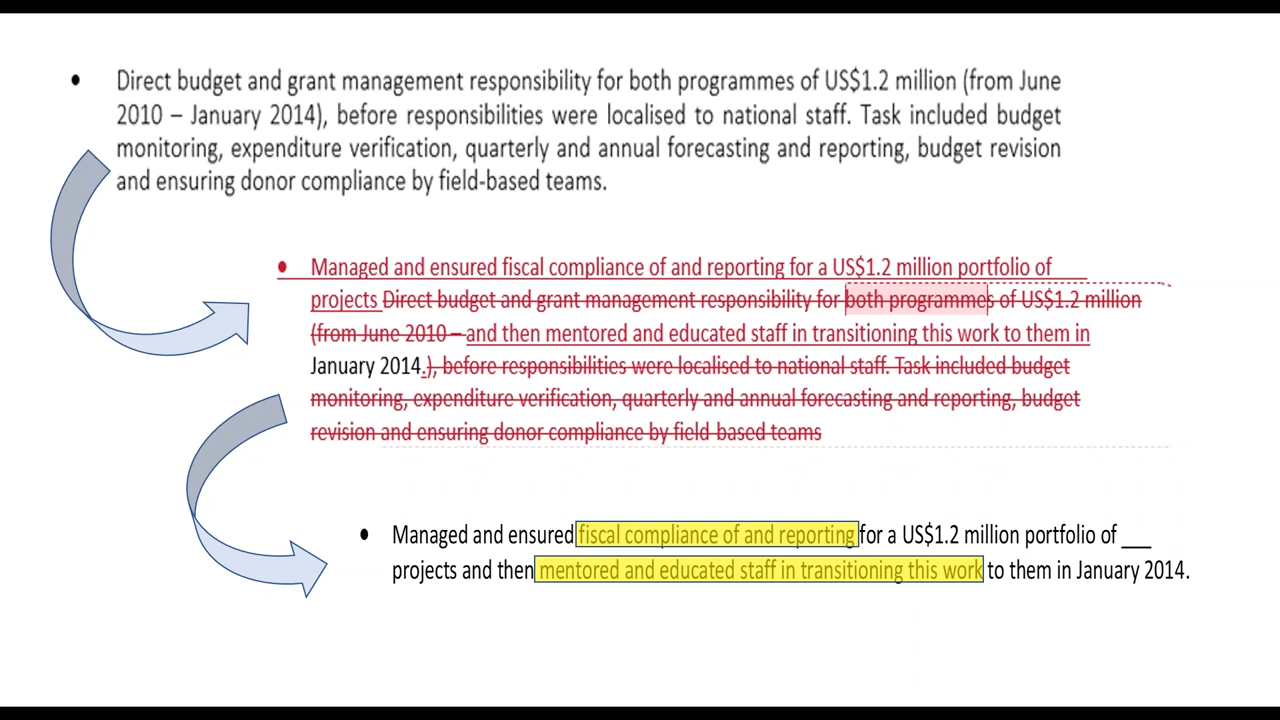 • Direct budget and grant management responsibility for both programmes of US$1.2 million (from June
2010 – January 2014), before responsibilities were localised to national staff. Task included budget
monitoring, expenditure verification, quarterly and annual forecasting and reporting, budget revision
and ensuring donor compliance by field-based teams.
• Managed and ensured fiscal compliance of and reporting for a US$1.2 million portfolio of ___
projects Direct budget and grant management responsibility for both programmes of US$1.2 million
(from June 2010 – and then mentored and educated staff in transitioning this work to them in
January 2014.), before responsibilities were localised to national staff. Task included budget
monitoring, expenditure verification, quarterly and annual forecasting and reporting, budget
revision and ensuring donor compliance by field-based teams
• Managed and ensured fiscal compliance of and reporting for a US$1.2 million portfolio of ___
projects and then mentored and educated staff in transitioning this work to them in January 2014.